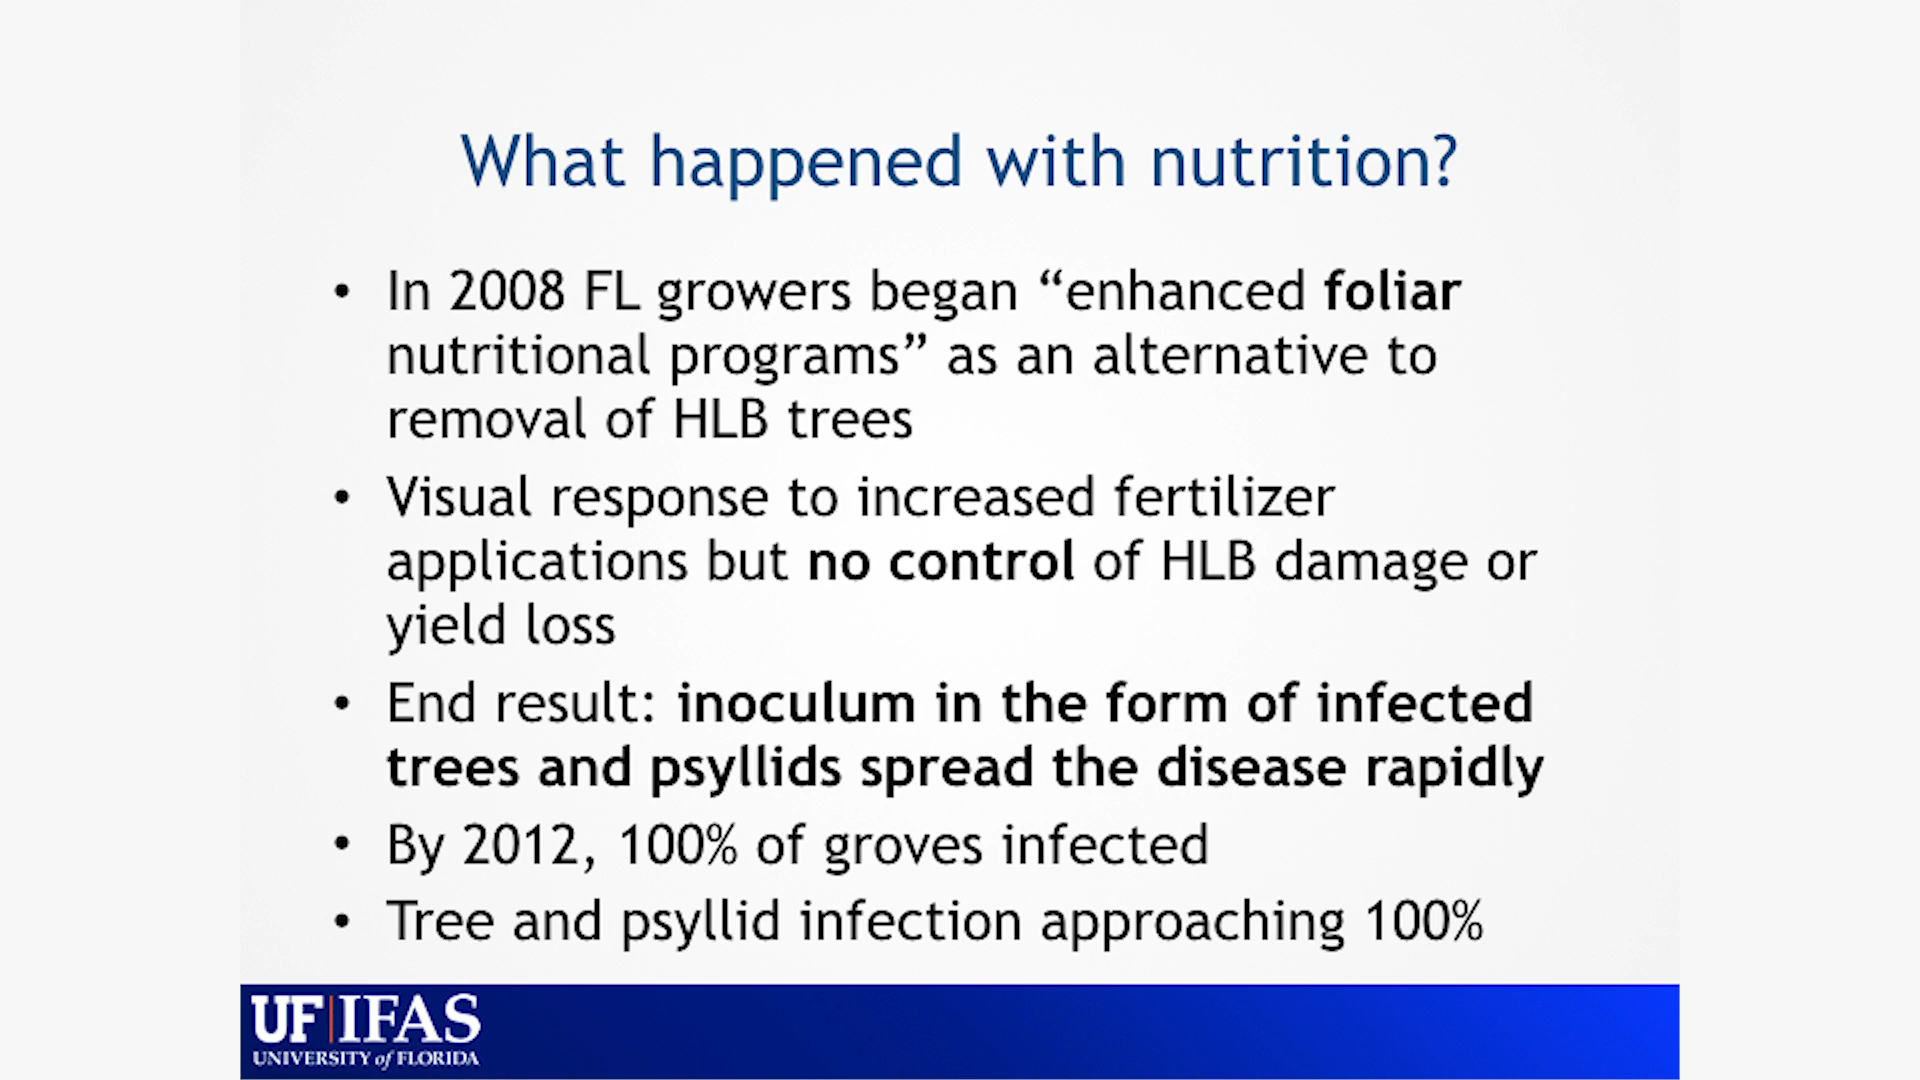 What happened with nutrition?
• In 2008 FL growers began “enhanced foliar
nutritional programs” as an alternative to
removal of HLB trees
• Visual response to increased fertilizer
applications but no control of HLB damage or
yield loss
• End result: inoculum in the form of infected
trees and psyllids spread the disease rapidly
• By 2012, 100% of groves infected
• Tree and psyllid infection approaching 100%
UF|IFAS
UNIVERSITY of FLORIDA